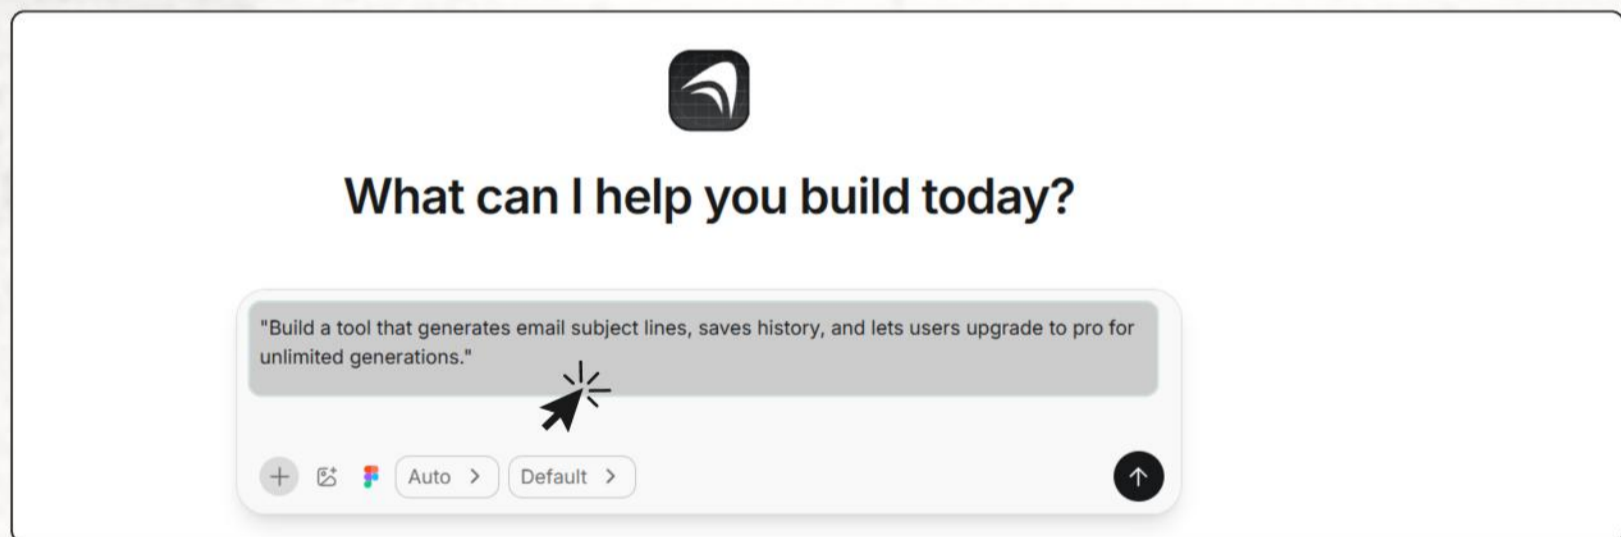 What can I help you build today?
"Build a tool that generates email subject lines, saves history, and lets users upgrade to pro for
unlimited generations."
Auto
Default